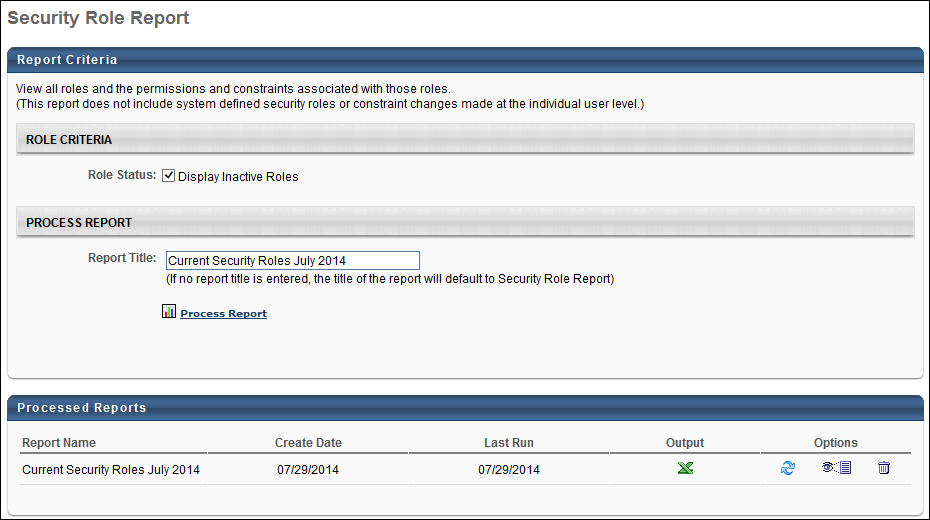 Security Role Report
Report Criteria
View all roles and the permissions and constraints associated with those roles.
(This report does not include system defined security roles or constraint changes made at the individual user level.)
ROLE CRITERIA
Role Status: Display Inactive Roles
PROCESS REPORT
Report Title: Current Security Roles July 2014
(If no report title is entered, the title of the report will default to Security Role Report)
Process Report
Processed Reports
Report Name Create Date Last Run Output Options
Current Security Roles July 2014 07/29/2014 07/29/2014